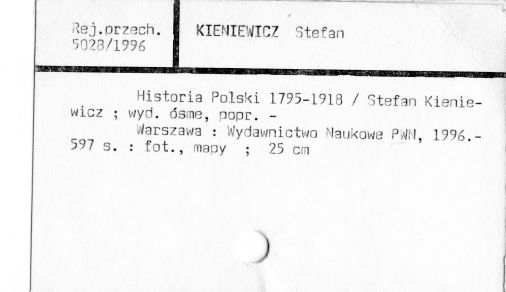 Rej.przech.
5028/1996
KIENIEWICZ Stefan
Historia Polski 1795-1918 / Stefan Kienie-
wicz ; wyd. ósme, popr. -
Warszawa : Wydawnictwo Naukowe PWN, 1996.-
597 s. : fot., mapy ; 25 cm